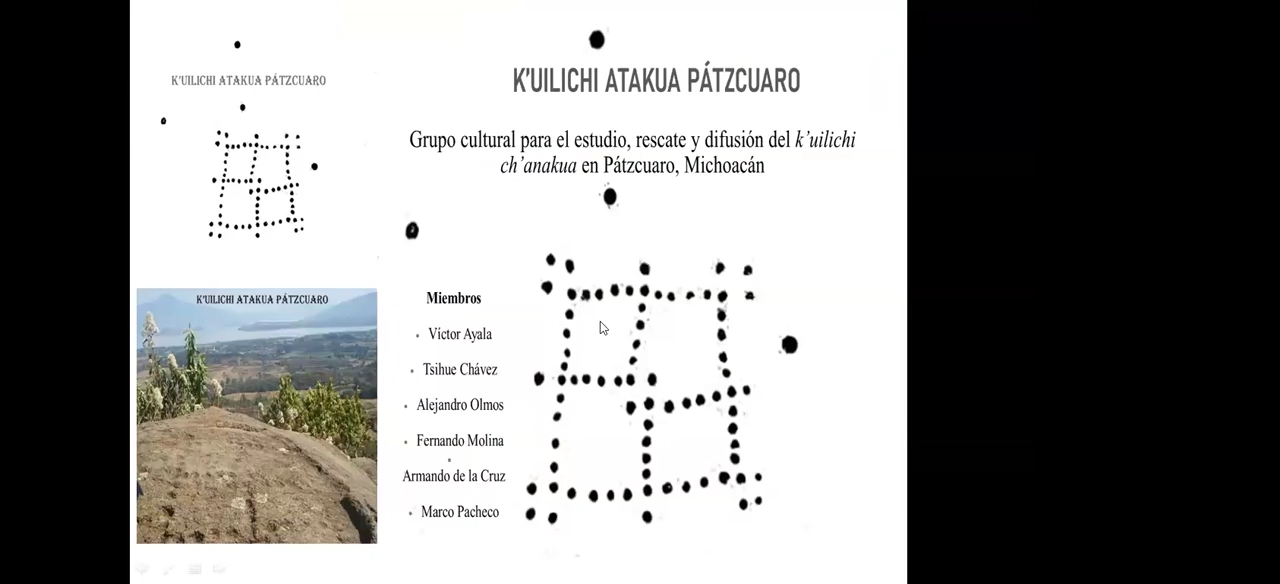 K'UILICHI ATAKUA PÁTZCUARO
K'UILICHI ATAKUA PÁTZCUARO
K'UILICHI ATAKUA PÁTZCUARO
Grupo cultural para el estudio, rescate y difusión del k'uilichi
ch'anakua en Pátzcuaro, Michoacán
Miembros
• Víctor Ayala
• Tsihue Chávez
• Alejandro Olmos
• Fernando Molina
• Armando de la Cruz
• Marco Pacheco